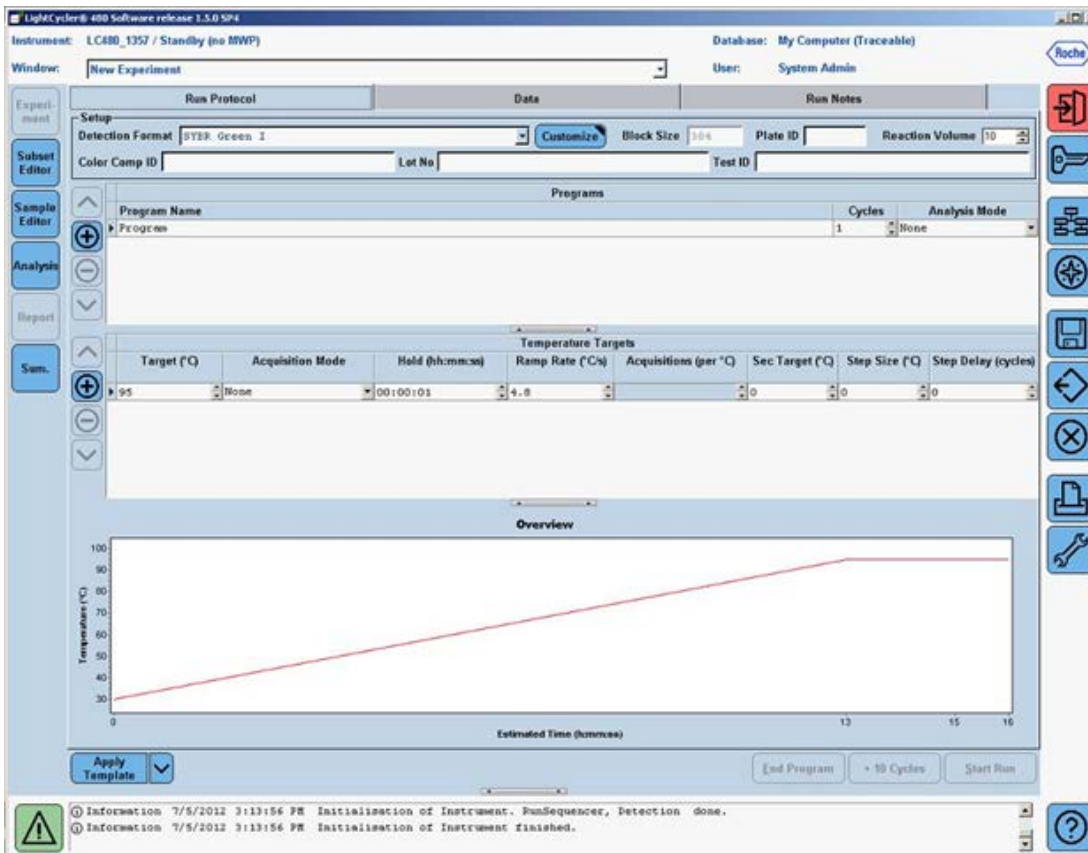 LightCycler® 480 Software release 1.5.0 SP4
Instrument: LC480_1357 / Standby (no MWP) Database: My Computer (Traceable)
Window: New Experiment User: System Admin
Roche
Experi-
ment
Subset
Editor
Sample
Editor
Analysis
Report
Sum.
Run Protocol Data Run Notes
Setup
Detection Format SYBR Green I Customize Block Size 384 Plate ID Reaction Volume 10
Color Comp ID Lot No Test ID
Programs
Program Name Cycles Analysis Mode
Program 1 None
Temperature Targets
Target (°C) Acquisition Mode Hold (hh:mm:ss) Ramp Rate (°C/s) Acquisitions (per °C) Sec Target (°C) Step Size (°C) Step Delay (cycles)
95 None 00:00:01 4.8 0 0 0
Overview
Temperature (°C)
100
90
80
70
60
50
40
30
0 13 15 16
Estimated Time (h:mm:ss)
Apply
Template
End Program + 10 Cycles Start Run
Information 7/5/2012 3:13:56 PM Initialisation of Instrument. RunSequencer, Detection done.
Information 7/5/2012 3:13:56 PM Initialisation of Instrument finished.